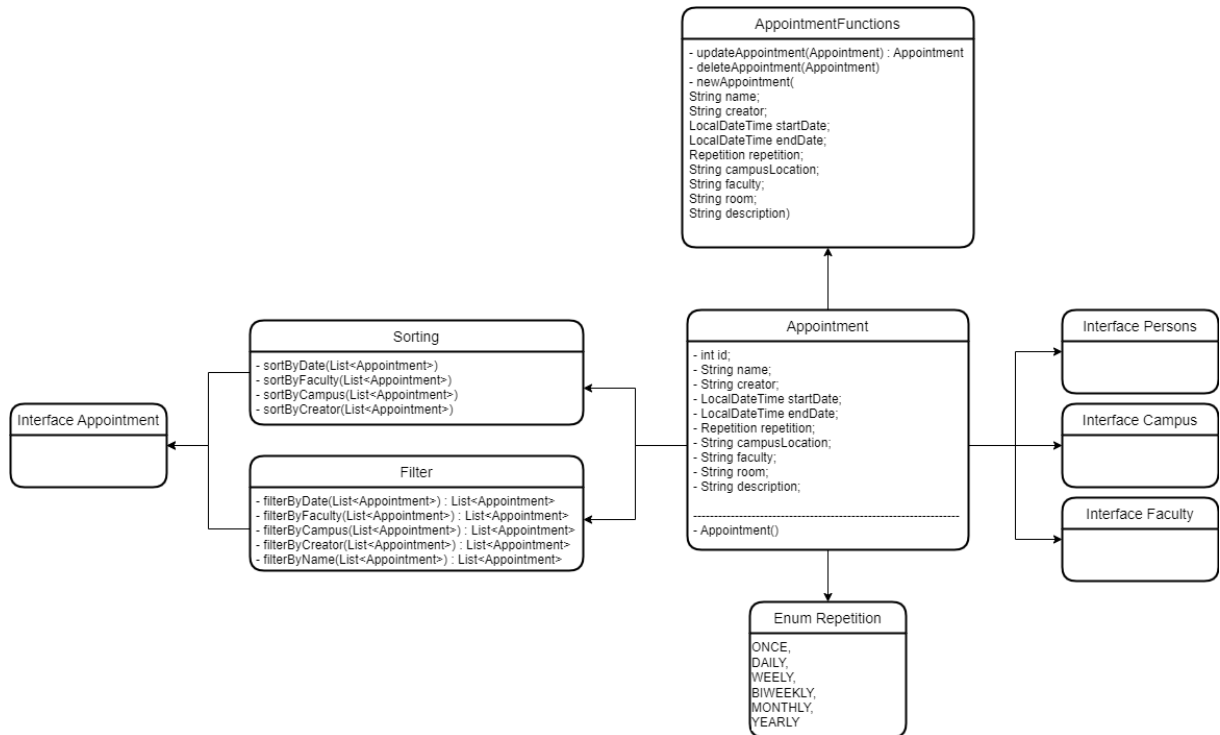 AppointmentFunctions
- updateAppointment(Appointment) : Appointment
- deleteAppointment(Appointment)
- newAppointment(
String name;
String creator;
LocalDateTime startDate;
LocalDateTime endDate;
Repetition repetition;
String campusLocation;
String faculty;
String room;
String description)
Interface Appointment
Sorting
- sortByDate(List<Appointment>)
- sortByFaculty(List<Appointment>)
- sortByCampus(List<Appointment>)
- sortByCreator(List<Appointment>)
Filter
- filterByDate(List<Appointment>) : List<Appointment>
- filterByFaculty(List<Appointment>) : List<Appointment>
- filterByCampus(List<Appointment>) : List<Appointment>
- filterByCreator(List<Appointment>) : List<Appointment>
- filterByName(List<Appointment>) : List<Appointment>
Appointment
- int id;
- String name;
- String creator;
- LocalDateTime startDate;
- LocalDateTime endDate;
- Repetition repetition;
- String campusLocation;
- String faculty;
- String room;
- String description;
- Appointment()
Interface Persons
Interface Campus
Interface Faculty
Enum Repetition
ONCE,
DAILY,
WEELY,
BIWEEKLY,
MONTHLY,
YEARLY